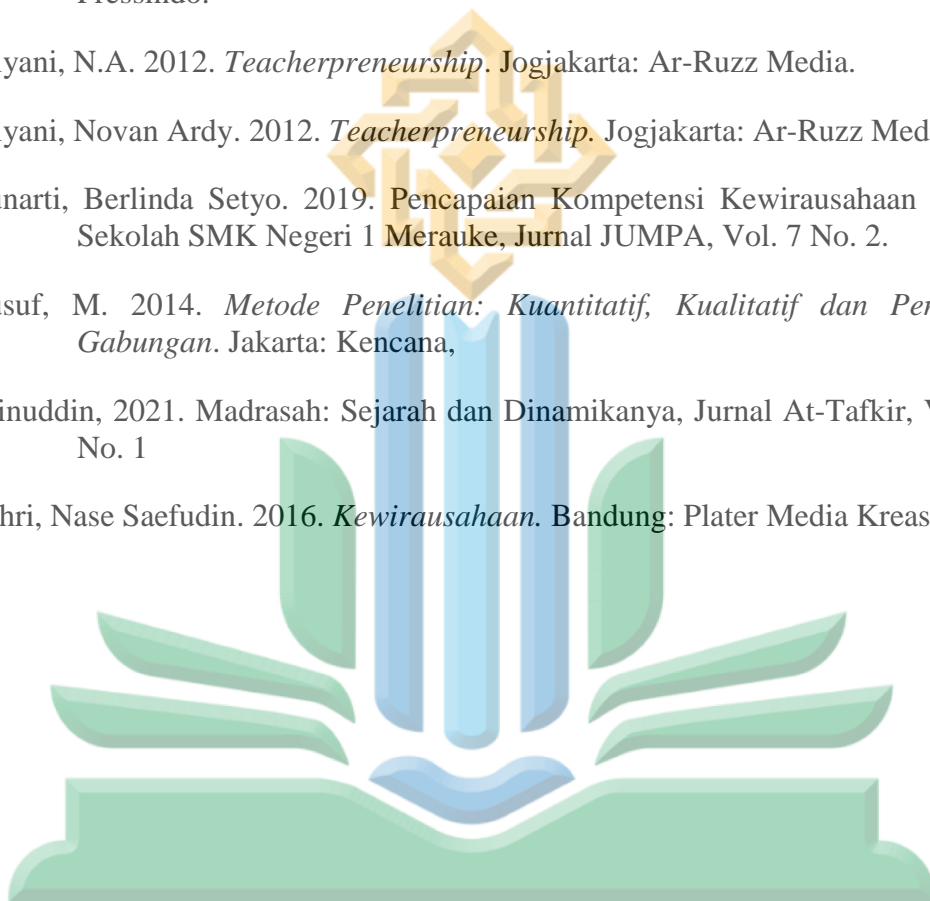 Pressindo.
yani, N.A. 2012. Teacherpreneurship. Jogjakarta: Ar-Ruzz Media.
yani, Novan Ardy. 2012. Teacherpreneurship. Jogjakarta: Ar-Ruzz Med
narti, Berlinda Setyo. 2019. Pencapaian Kompetensi Kewirausahaan
Sekolah SMK Negeri 1 Merauke, Jurnal JUMPA, Vol. 7 No. 2.
suf, M. 2014. Metode Penelitian: Kuantitatif, Kualitatif dan Per
Gabungan. Jakarta: Kencana,
inuddin, 2021. Madrasah: Sejarah dan Dinamikanya, Jurnal At-Tafkir, V
No. 1
hri, Nase Saefudin. 2016. Kewirausahaan. Bandung: Plater Media Kreas